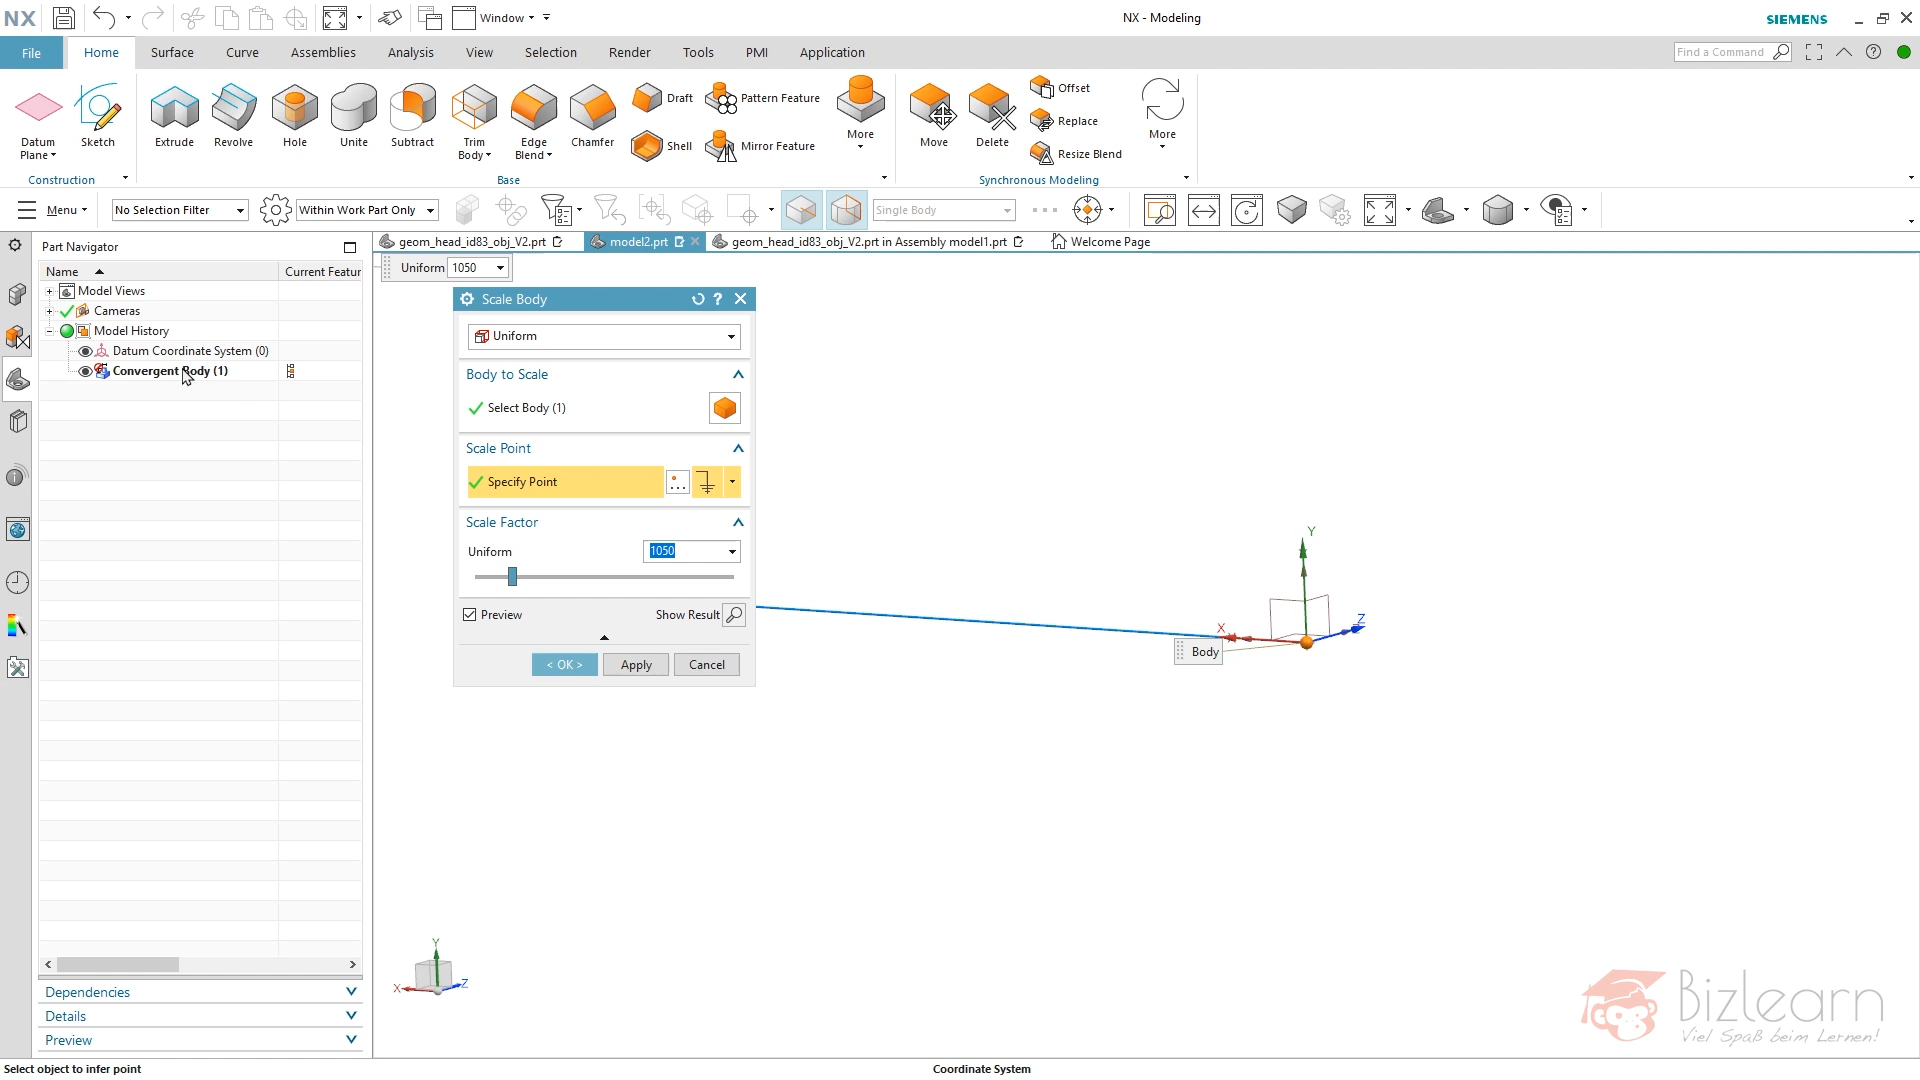 NX
Window
NX - Modeling
SIEMENS
File
Home
Surface
Curve
Assemblies
Analysis
View
Selection
Render
Tools
PMI
Application
Find a Command
Datum
Plane
Sketch
Extrude
Revolve
Hole
Unite
Subtract
Trim
Body
Edge
Blend
Chamfer
Draft
Shell
Pattern Feature
Mirror Feature
More
Move
Delete
Offset
Replace
Resize Blend
More
Construction
Base
Synchronous Modeling
Menu
No Selection Filter
Within Work Part Only
Single Body
Part Navigator
geom_head_id83_obj_V2.prt
model2.prt
geom_head_id83_obj_V2.prt in Assembly model1.prt
Welcome Page
Name
Current Featur
Uniform 1050
Model Views
Cameras
Model History
Datum Coordinate System (0)
Convergent Body (1)
Scale Body
Uniform
Body to Scale
Select Body (1)
Scale Point
Specify Point
Scale Factor
Uniform
1050
Preview
Show Result
< OK >
Apply
Cancel
Y
X
Z
Body
Y
X
Z
Dependencies
Details
Preview
Bizlearn
Viel Spaß beim Lernen!
Select object to infer point
Coordinate System